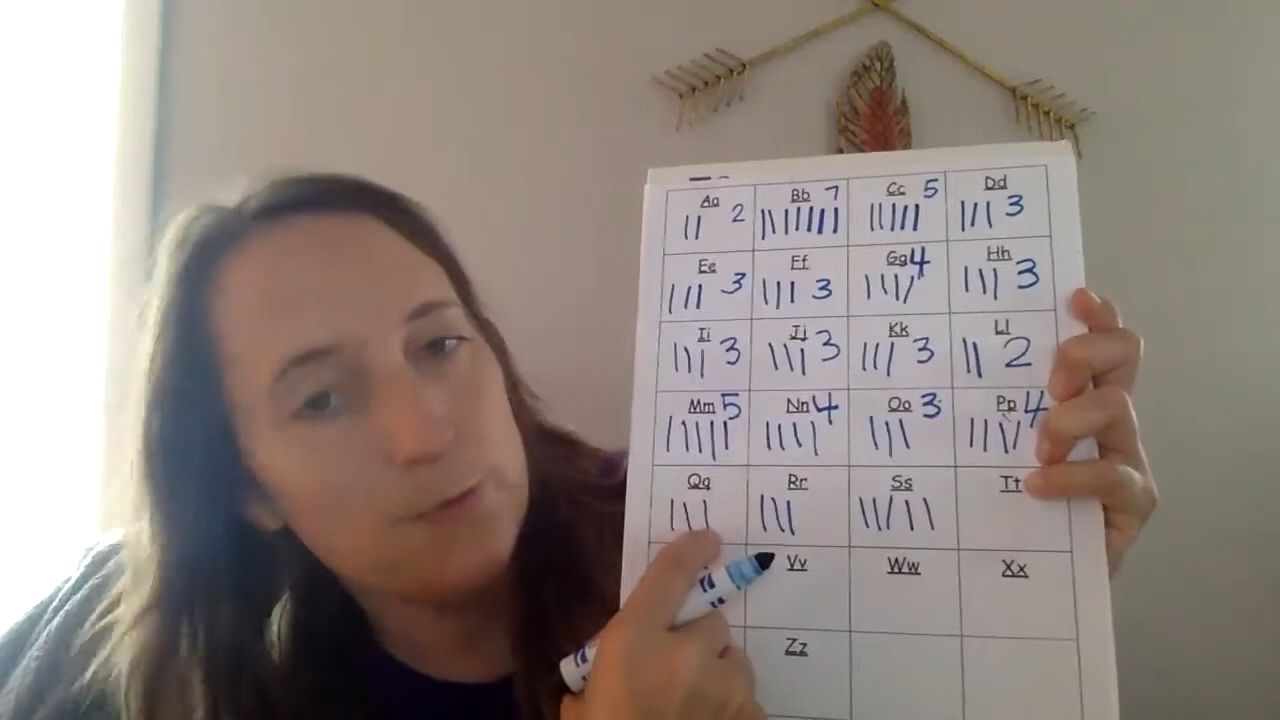 Aa 2 Bb 7 Cc 5 Dd 3
Ee 3 Ff 3 Gg 4 Hh 3
Ii 3 Jj 3 Kk 3 Ll 2
Mm 5 Nn 4 Oo 3 Pp 4
Qq Rr Ss Tt
Vv Ww Xx
Zz